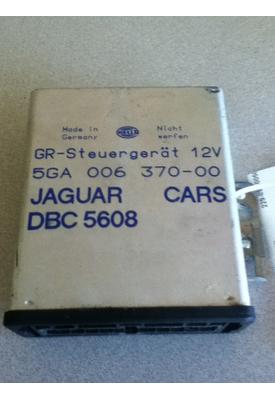 Made in Nicht
Germany Hella werfen
GR-Steuergerät 12V
5GA 006 370-00
JAGUAR CARS
DBC 5608